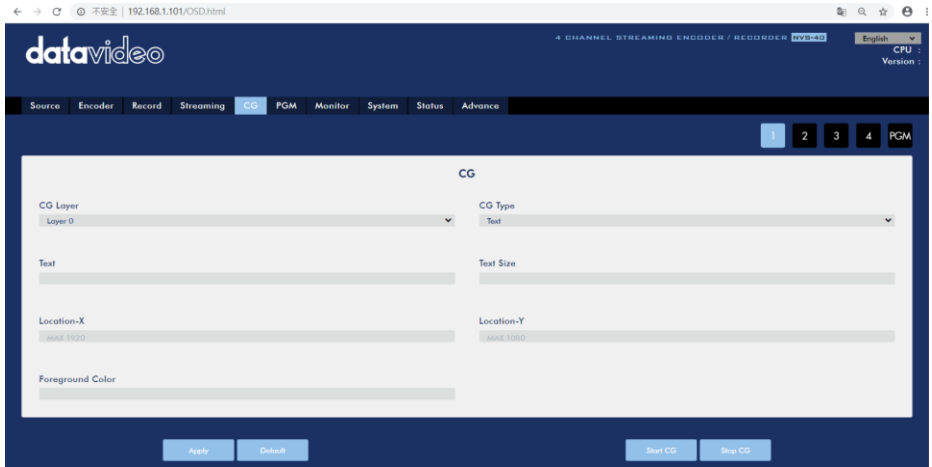 不安全 | 192.168.1.101/OSD.html
datavideo
4 CHANNEL STREAMING ENCODER / RECORDER NVS-40
English
CPU :
Version :
Source Encoder Record Streaming CG PGM Monitor System Status Advance
1 2 3 4 PGM
CG
CG Layer CG Type
Layer 0 Text
Text Text Size
Location-X Location-Y
MAX 1920 MAX 1080
Foreground Color
Apply Default Start CG Stop CG